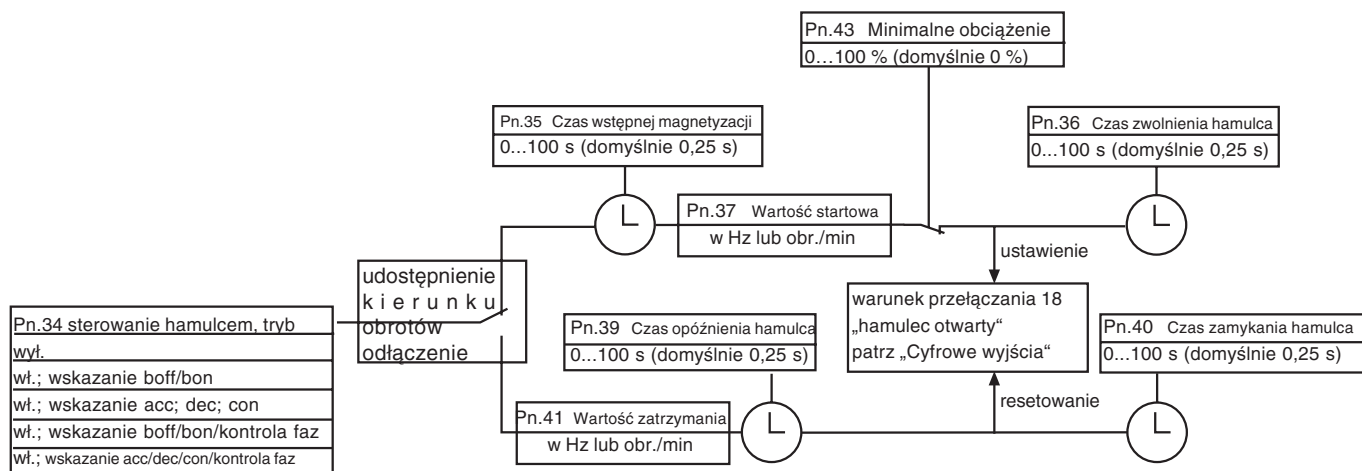 Pn.43 Minimalne obciążenie
0...100 % (domyślnie 0 %)
Pn.35 Czas wstępnej magnetyzacji
0...100 s (domyślnie 0,25 s)
Pn.36 Czas zwolnienia hamulca
0...100 s (domyślnie 0,25 s)
Pn.37 Wartość startowa
w Hz lub obr./min
ustawienie
udostępnienie
kierunku
obrotów
odłączenie
warunek przełączania 18
„hamulec otwarty“
patrz „Cyfrowe wyjścia“
Pn.34 sterowanie hamulcem, tryb
wył.
wł.; wskazanie boff/bon
wł.; wskazanie acc; dec; con
wł.; wskazanie boff/bon/kontrola faz
wł.; wskazanie acc/dec/con/kontrola faz
Pn.39 Czas opóźnienia hamulca
0...100 s (domyślnie 0,25 s)
Pn.40 Czas zamykania hamulca
0...100 s (domyślnie 0,25 s)
Pn.41 Wartość zatrzymania
w Hz lub obr./min
resetowanie